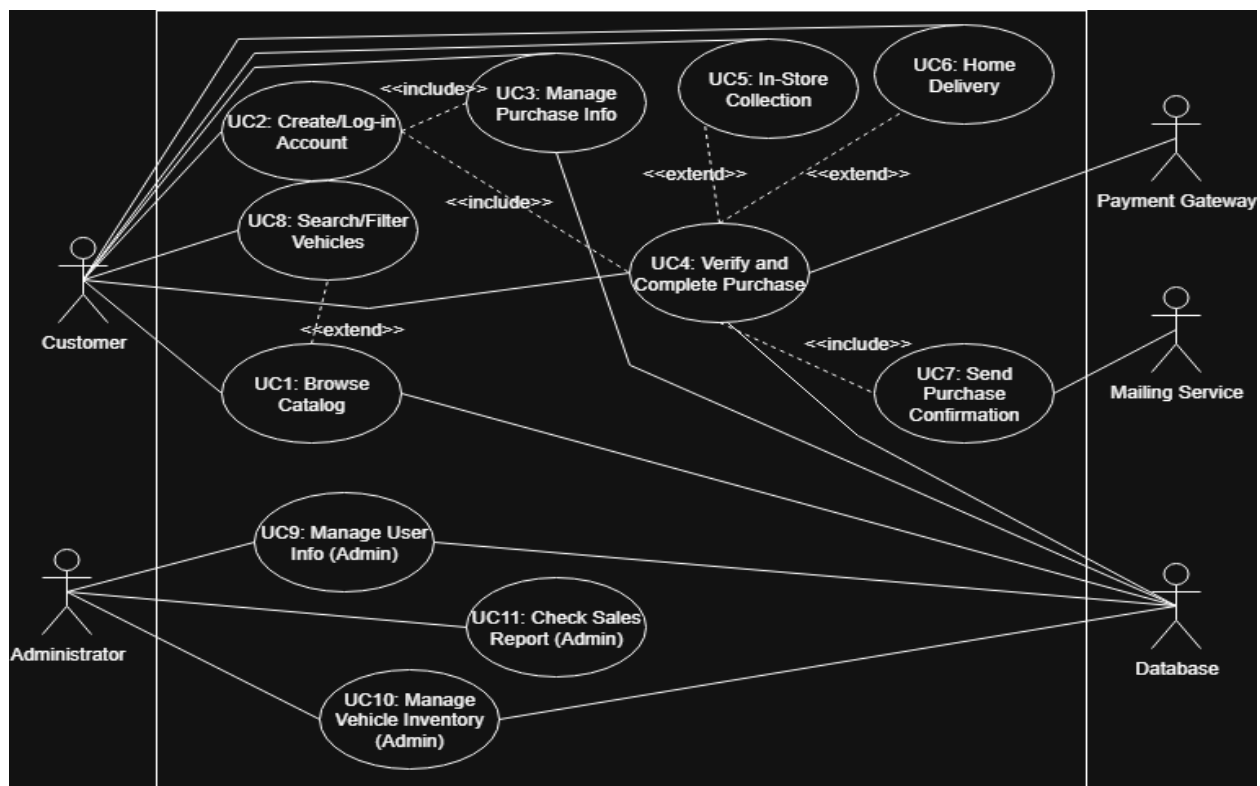 UC6: Home
Delivery
UC5: In-Store
Collection
<<include>>
UC3: Manage
Purchase Info
UC2: Create/Log-in
Account
<<extend>>
<<extend>>
<<include>>
Payment Gateway
UC8: Search/Filter
Vehicles
UC4: Verify and
Complete Purchase
Customer
<<extend>>
<<include>>
UC1: Browse
Catalog
UC7: Send
Purchase
Confirmation
Mailing Service
UC9: Manage User
Info (Admin)
UC11: Check Sales
Report (Admin)
Administrator
Database
UC10: Manage
Vehicle Inventory
(Admin)